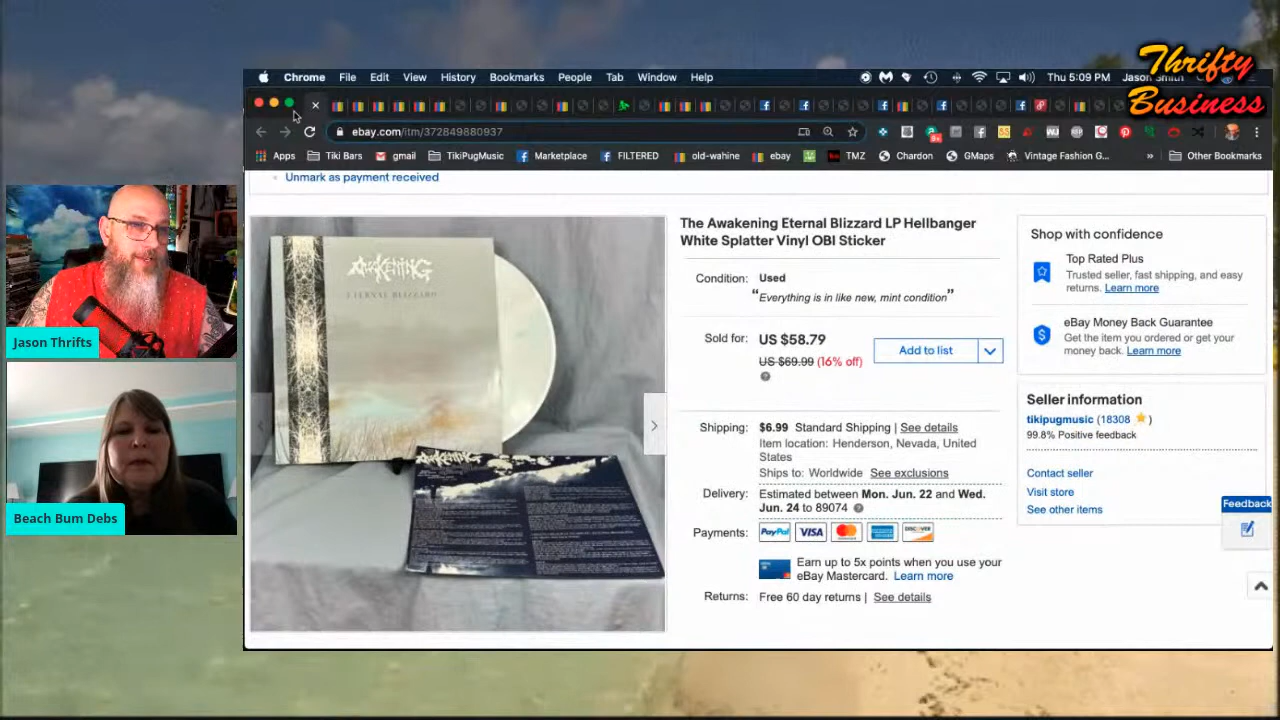 Thrifty
Business
Chrome File Edit View History Bookmarks People Tab Window Help
Thu 5:09 PM Jason Smith
ebay.com/itm/372849880937
Apps Tiki Bars gmail TikiPugMusic Marketplace FILTERED old-wahine ebay TMZ Chardon GMaps Vintage Fashion G... » Other Bookmarks
Unmark as payment received
AWAKENING
ETERNAL BLIZZARD
AWAKENING
The Awakening Eternal Blizzard LP Hellbanger
White Splatter Vinyl OBI Sticker
Condition: Used
“Everything is in like new, mint condition”
Sold for: US $58.79
US $69.99 (16% off)
Add to list
Shipping: $6.99 Standard Shipping | See details
Item location: Henderson, Nevada, United
States
Ships to: Worldwide See exclusions
Delivery: Estimated between Mon. Jun. 22 and Wed.
Jun. 24 to 89074
Payments: PayPal VISA
DISCOVER
Earn up to 5x points when you use your
eBay Mastercard. Learn more
Returns: Free 60 day returns | See details
Shop with confidence
Top Rated Plus
Trusted seller, fast shipping, and easy
returns. Learn more
eBay Money Back Guarantee
Get the item you ordered or get your
money back. Learn more
Seller information
tikipugmusic (18308 )
99.8% Positive feedback
Contact seller
Visit store
See other items
Feedback
Jason Thrifts
Beach Bum Debs